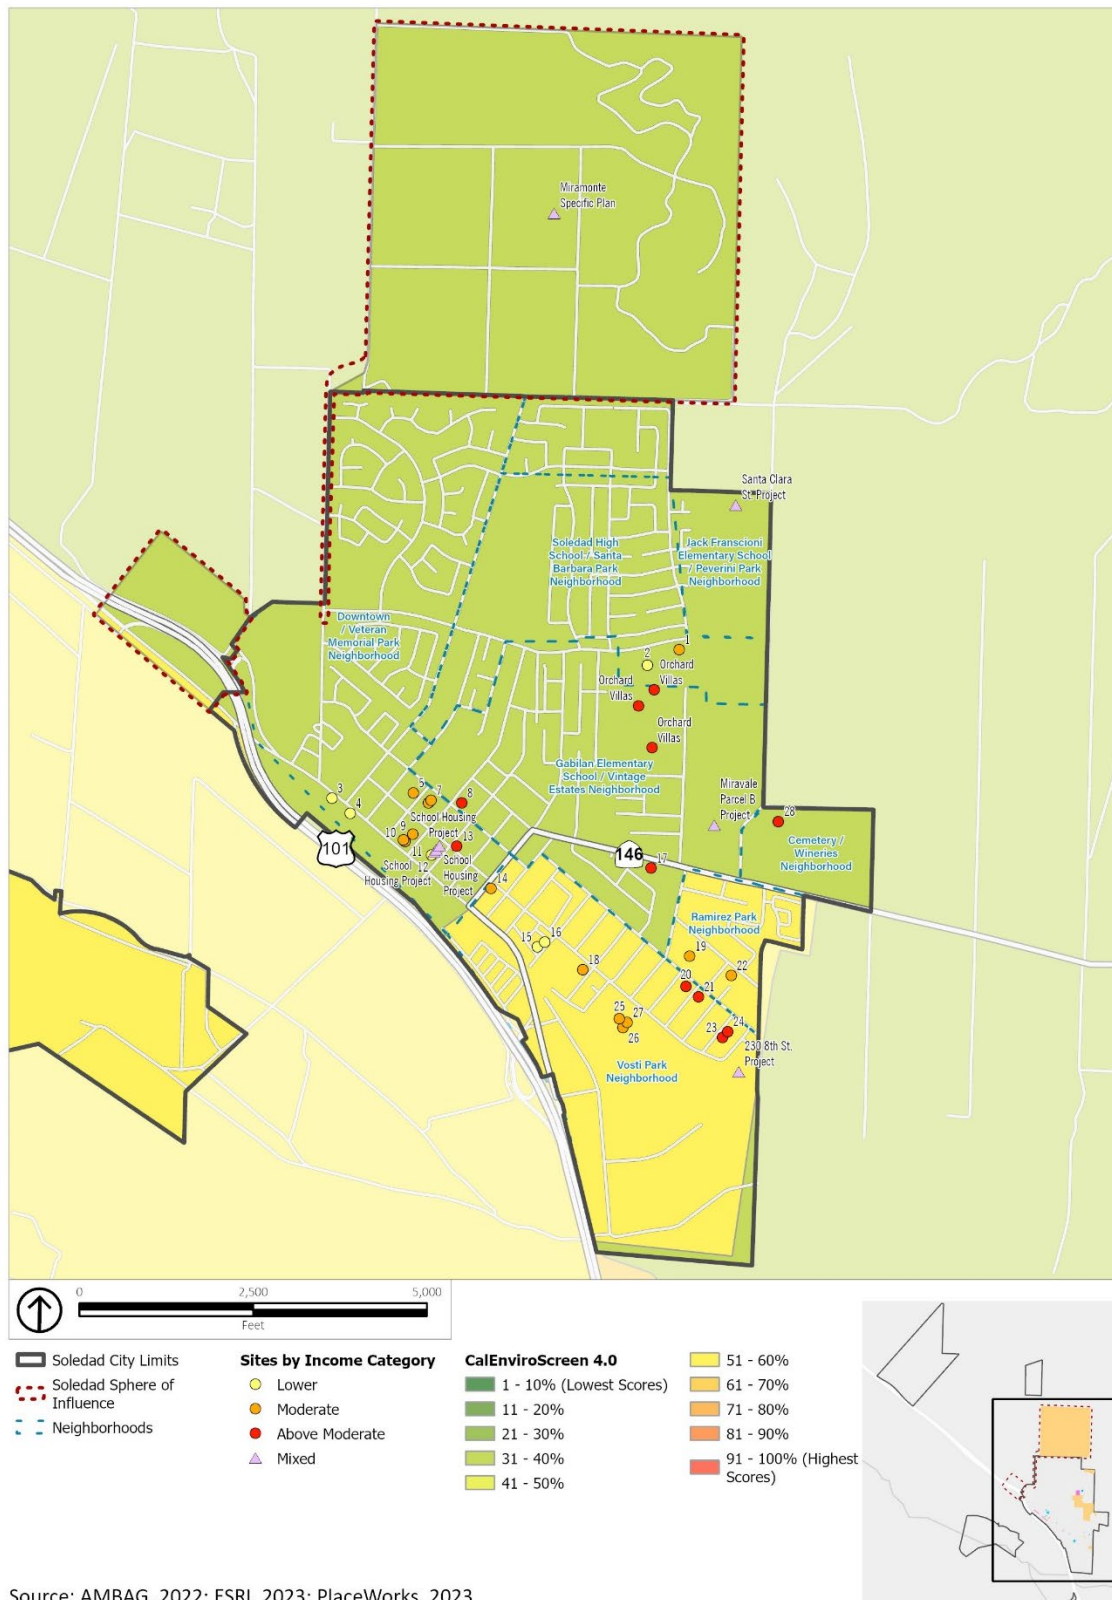 Miramonte
Specific Plan
Santa Clara
St. Project
Soledad High
School / Santa
Barbara Park
Neighborhood
Jack Franscioni
Elementary School
/ Peverini Park
Neighborhood
Downtown
/ Veteran
Memorial Park
Neighborhood
1
2
Orchard
Villas
Orchard
Villas
Orchard
Villas
Gabilan Elementary
School / Vintage
Estates Neighborhood
3
4
5
7
8
School Housing
Project
9
10
11
12
13
School
Housing Project
School
Housing
Project
Miravale
Parcel B
Project
28
Cemetery /
Wineries
Neighborhood
101
146
17
14
Ramirez Park
Neighborhood
15
16
18
19
20
21
22
23
24
25
26
27
230 8th St.
Project
Vosti Park
Neighborhood
0 2,500 5,000
Feet
Soledad City Limits
Soledad Sphere of
Influence
Neighborhoods
Sites by Income Category
Lower
Moderate
Above Moderate
Mixed
CalEnviroScreen 4.0
1 - 10% (Lowest Scores)
11 - 20%
21 - 30%
31 - 40%
41 - 50%
51 - 60%
61 - 70%
71 - 80%
81 - 90%
91 - 100% (Highest
Scores)
Source: AMBAG, 2022; ESRI, 2023; PlaceWorks, 2023